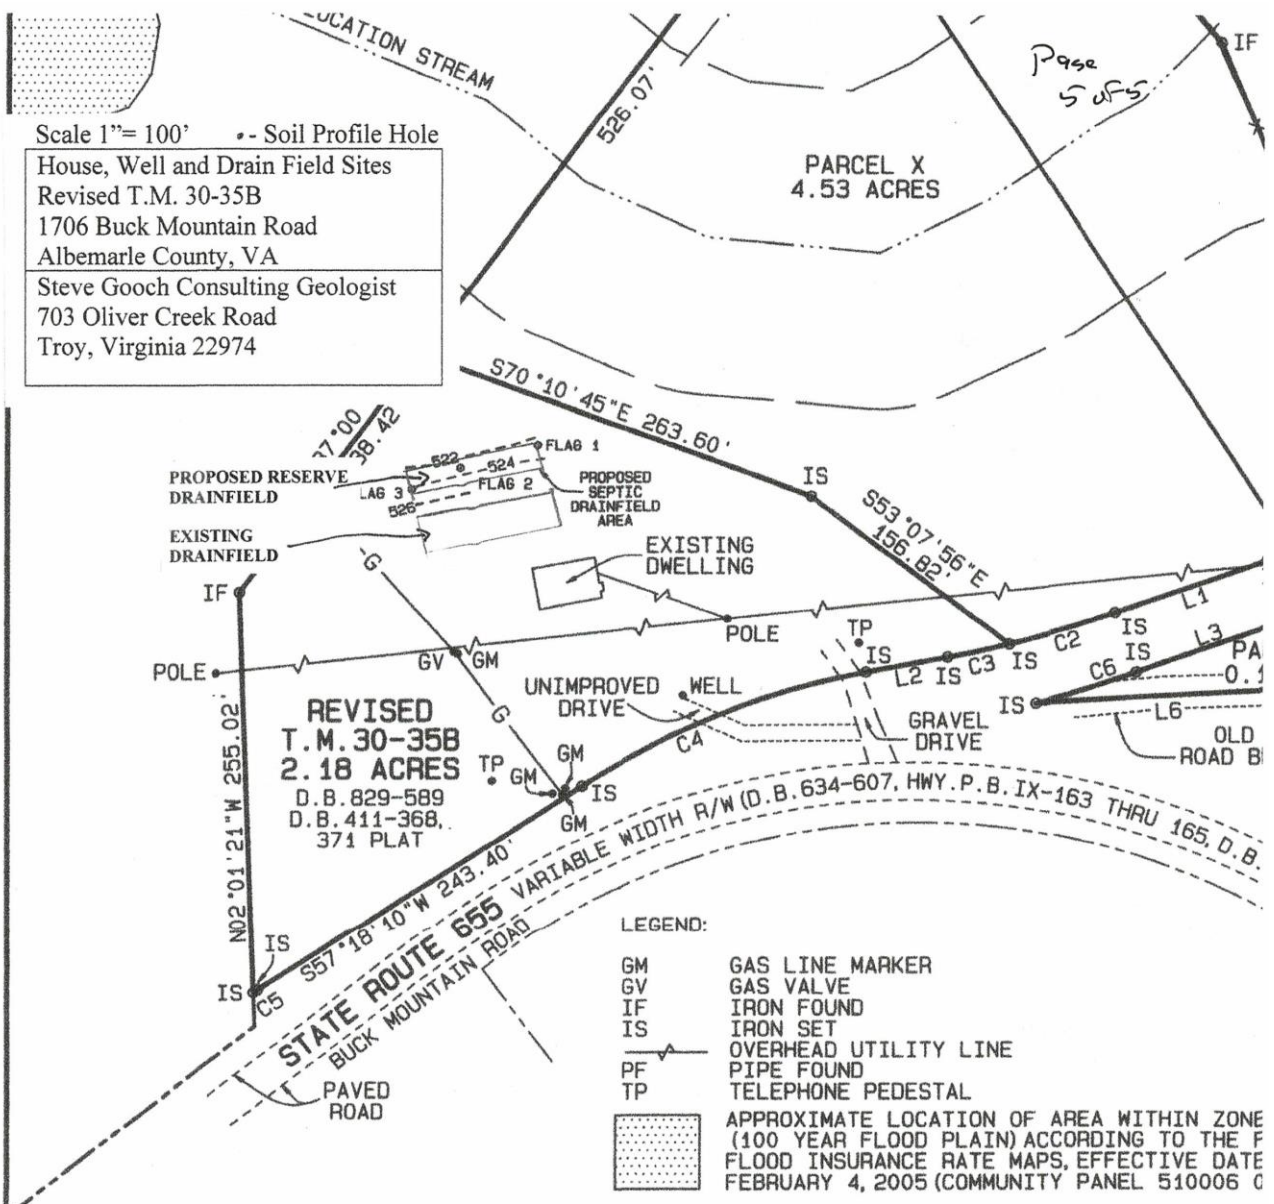 LOCATION STREAM
526.07'
Page
5 of 5
IF
PARCEL X
4.53 ACRES
Scale 1"= 100' •- Soil Profile Hole
House, Well and Drain Field Sites
Revised T.M. 30-35B
1706 Buck Mountain Road
Albemarle County, VA
Steve Gooch Consulting Geologist
703 Oliver Creek Road
Troy, Virginia 22974
S70°10'45"E 263.60'
37°00
38.42
IS
S53°07'56"E
156.82'
FLAG 1
522
524
FLAG 2
LAG 3
526
PROPOSED RESERVE
DRAINFIELD
PROPOSED
SEPTIC
DRAINFIELD
AREA
EXISTING
DRAINFIELD
EXISTING
DWELLING
G
IF
POLE
POLE
GV
GM
TP
IS
L2
IS
C3
IS
C2
IS
L1
L3
C6
IS
IS
PA
0.1
L6
OLD
ROAD B
UNIMPROVED
DRIVE
WELL
C4
GRAVEL
DRIVE
G
REVISED
T.M.30-35B
2.18 ACRES
D.B.829-589
D.B.411-368,
371 PLAT
TP
GM
GM
GM
IS
N02°01'21"W 255.02'
S57°18'10"W 243.40'
IS
IS
C5
STATE ROUTE 655 VARIABLE WIDTH R/W (D.B.634-607, HWY.P.B.IX-163 THRU 165, D.B.
BUCK MOUNTAIN ROAD
PAVED
ROAD
LEGEND:
GM GAS LINE MARKER
GV GAS VALVE
IF IRON FOUND
IS IRON SET
OVERHEAD UTILITY LINE
PF PIPE FOUND
TP TELEPHONE PEDESTAL
APPROXIMATE LOCATION OF AREA WITHIN ZONE
(100 YEAR FLOOD PLAIN) ACCORDING TO THE F
FLOOD INSURANCE RATE MAPS, EFFECTIVE DATE
FEBRUARY 4, 2005 (COMMUNITY PANEL 510006 0